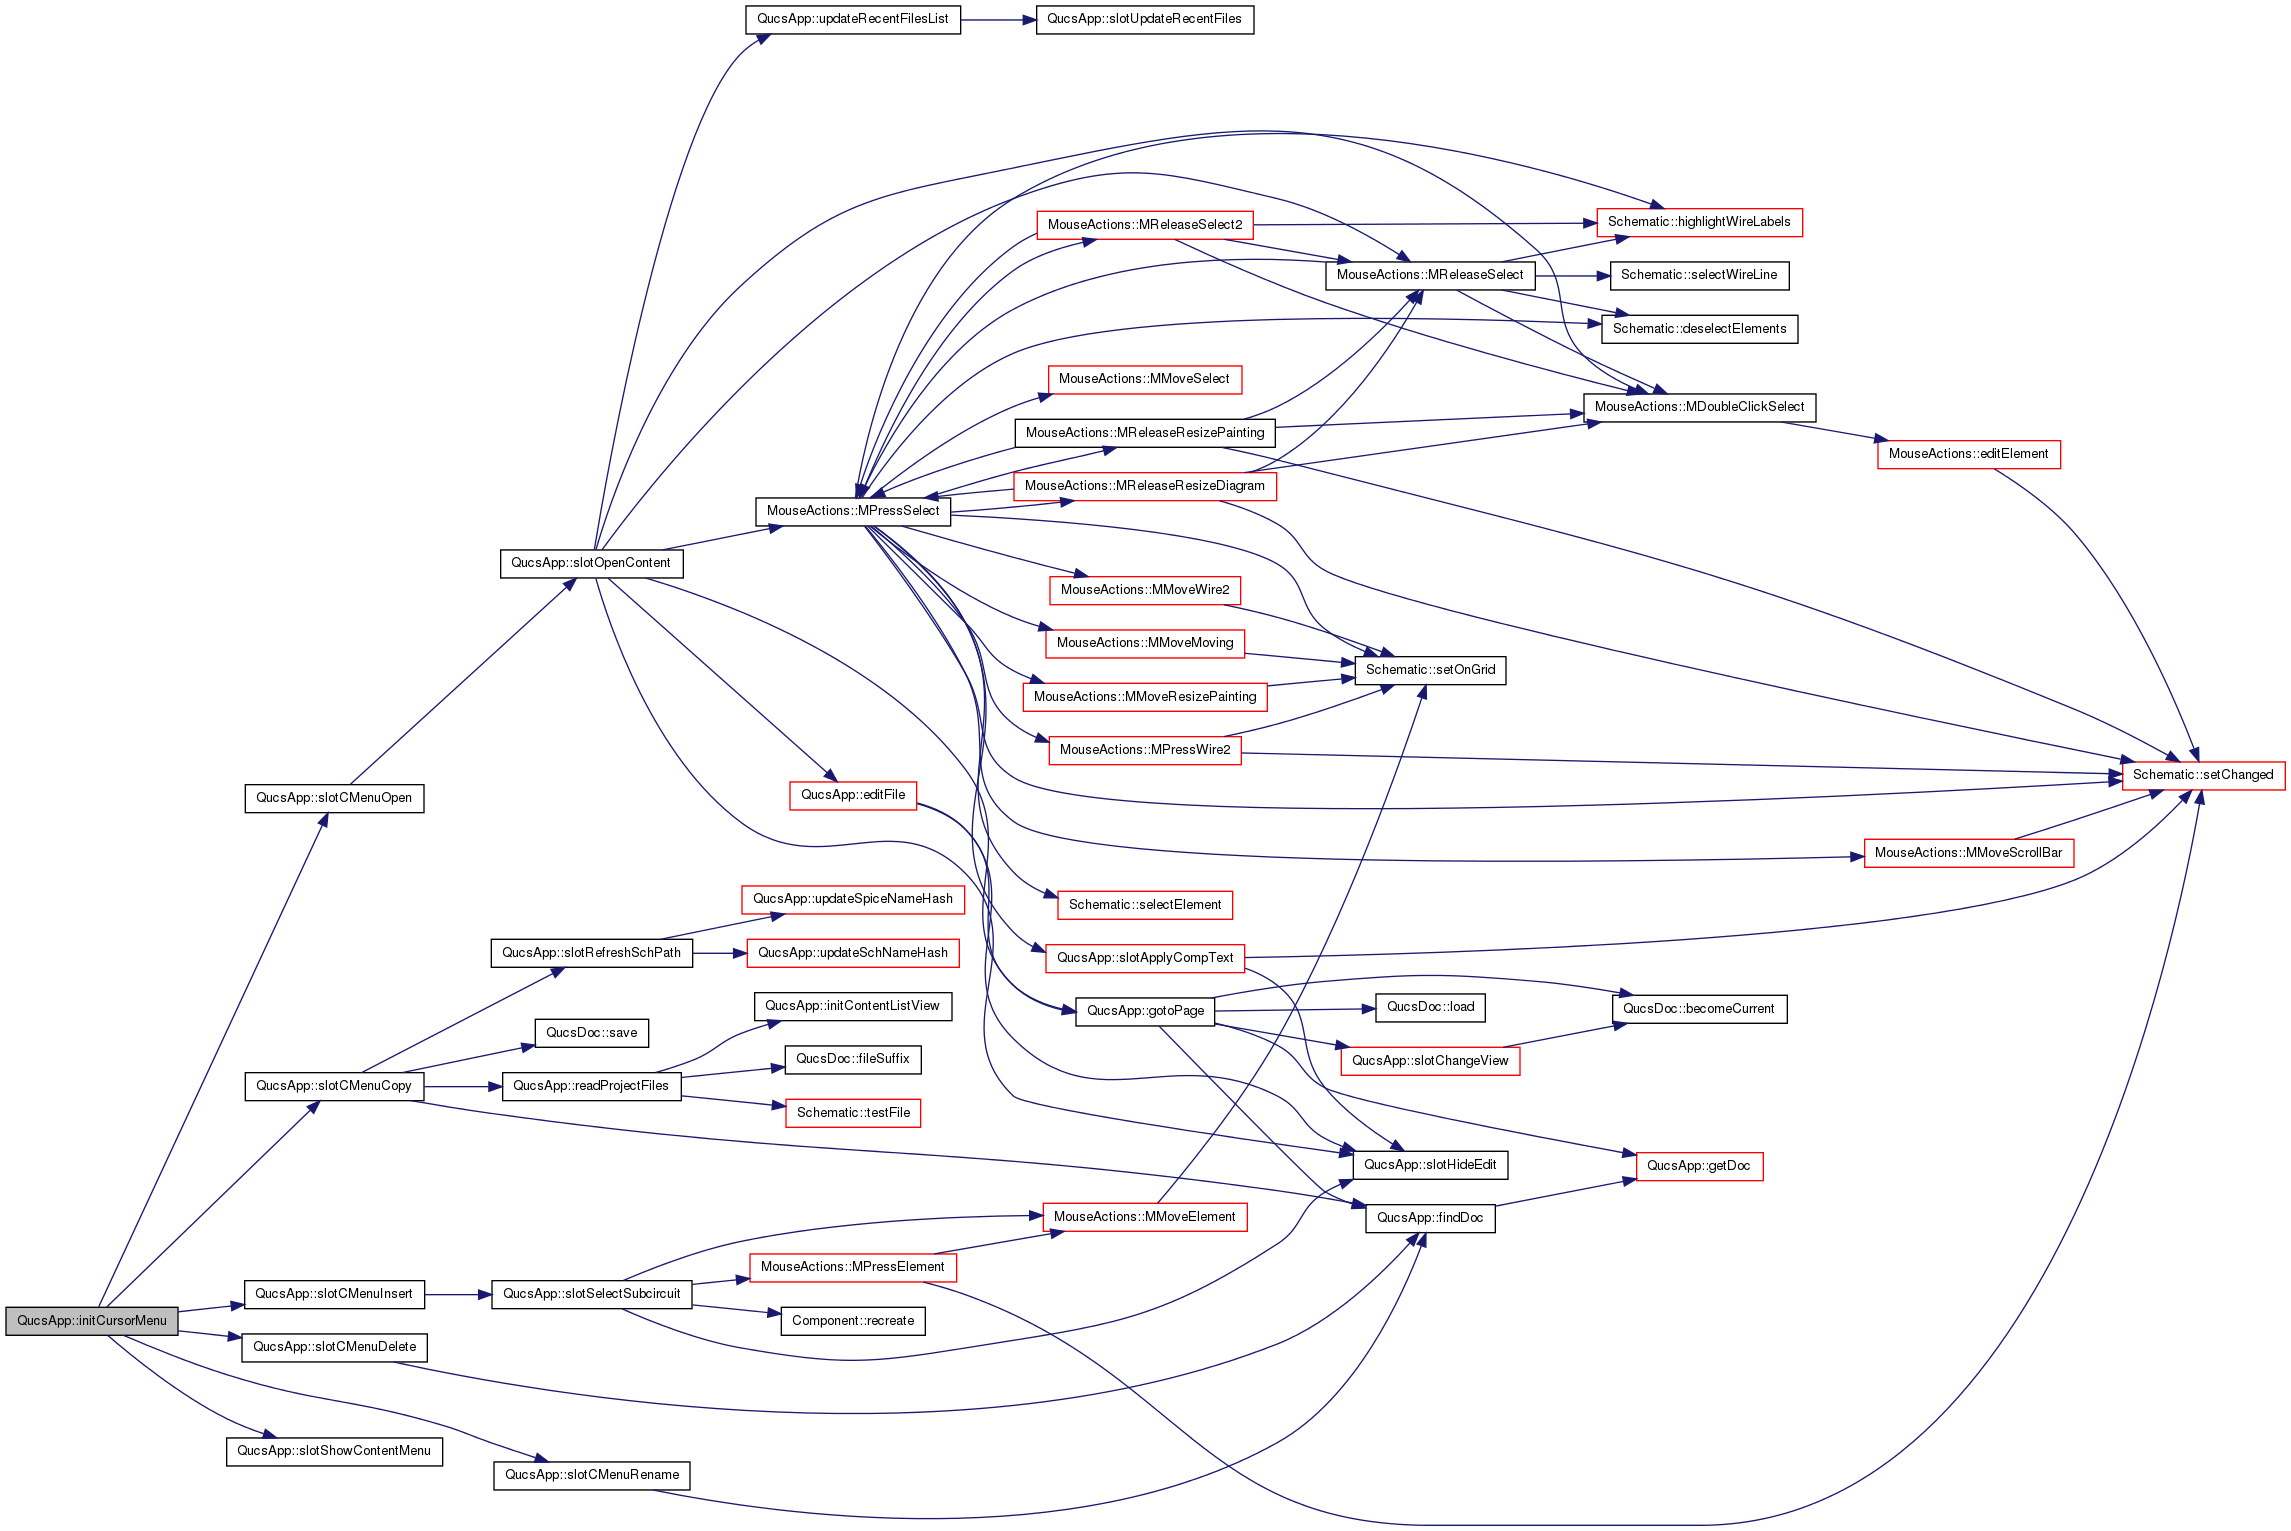 QucsApp::updateRecentFilesList
QucsApp::slotUpdateRecentFiles
MouseActions::MReleaseSelect2
Schematic::highlightWireLabels
MouseActions::MReleaseSelect
Schematic::selectWireLine
Schematic::deselectElements
MouseActions::MMoveSelect
MouseActions::MDoubleClickSelect
MouseActions::MReleaseResizePainting
MouseActions::editElement
MouseActions::MReleaseResizeDiagram
MouseActions::MPressSelect
QucsApp::slotOpenContent
MouseActions::MMoveWire2
MouseActions::MMoveMoving
Schematic::setOnGrid
MouseActions::MMoveResizePainting
MouseActions::MPressWire2
Schematic::setChanged
QucsApp::editFile
QucsApp::slotCMenuOpen
MouseActions::MMoveScrollBar
QucsApp::updateSpiceNameHash
Schematic::selectElement
QucsApp::slotRefreshSchPath
QucsApp::updateSchNameHash
QucsApp::slotApplyCompText
QucsApp::initContentListView
QucsApp::gotoPage
QucsDoc::load
QucsDoc::becomeCurrent
QucsDoc::save
QucsDoc::fileSuffix
QucsApp::slotChangeView
QucsApp::slotCMenuCopy
QucsApp::readProjectFiles
Schematic::testFile
QucsApp::slotHideEdit
QucsApp::getDoc
MouseActions::MMoveElement
QucsApp::findDoc
MouseActions::MPressElement
QucsApp::slotCMenuInsert
QucsApp::slotSelectSubcircuit
QucsApp::initCursorMenu
Component::recreate
QucsApp::slotCMenuDelete
QucsApp::slotShowContentMenu
QucsApp::slotCMenuRename